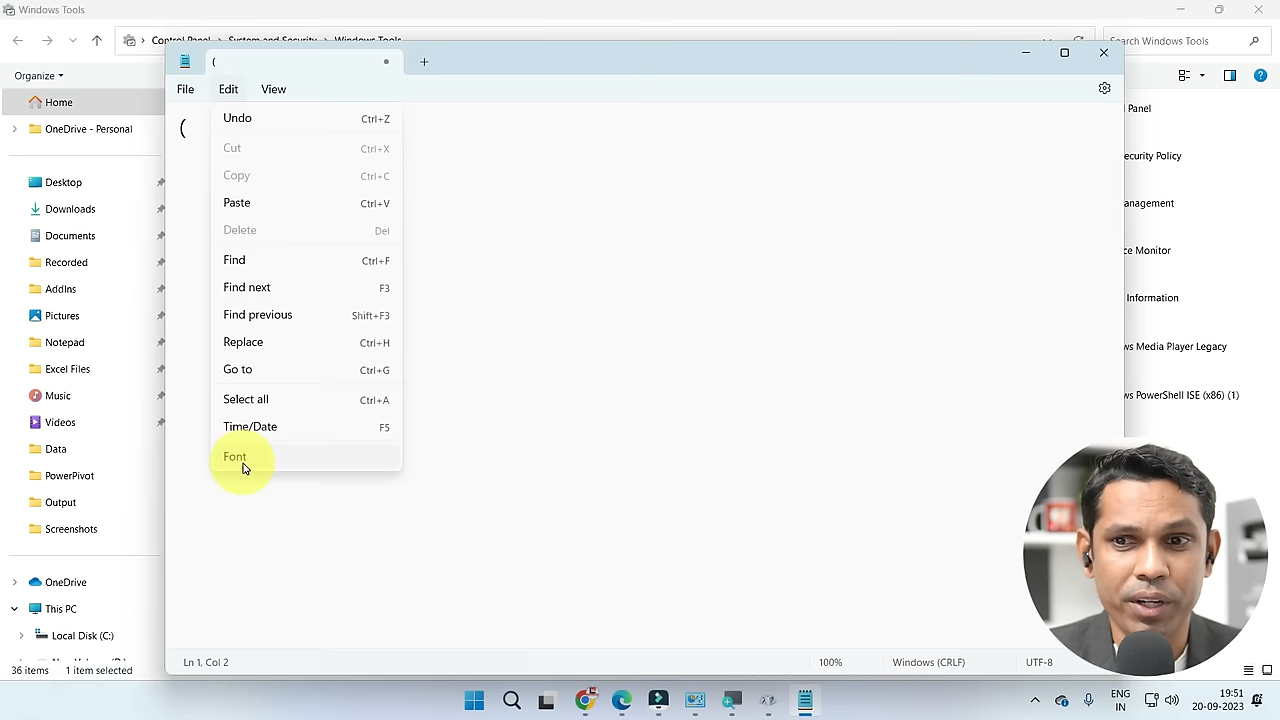 Windows Tools
Control Panel System and Security Windows Tools
Search Windows Tools
(
File Edit View
Organize
Home
OneDrive - Personal
Desktop
Downloads
Documents
Recorded
AddIns
Pictures
Notepad
Excel Files
Music
Videos
Data
PowerPivot
Output
Screenshots
OneDrive
This PC
Local Disk (C:)
(
Undo Ctrl+Z
Cut Ctrl+X
Copy Ctrl+C
Paste Ctrl+V
Delete Del
Find Ctrl+F
Find next F3
Find previous Shift+F3
Replace Ctrl+H
Go to Ctrl+G
Select all Ctrl+A
Time/Date F5
Font
Panel
ecurity Policy
anagement
ce Monitor
Information
ws Media Player Legacy
ws PowerShell ISE (x86) (1)
Ln 1, Col 2 100% Windows (CRLF) UTF-8
36 items 1 item selected
ENG
IN
19:51
20-09-2023